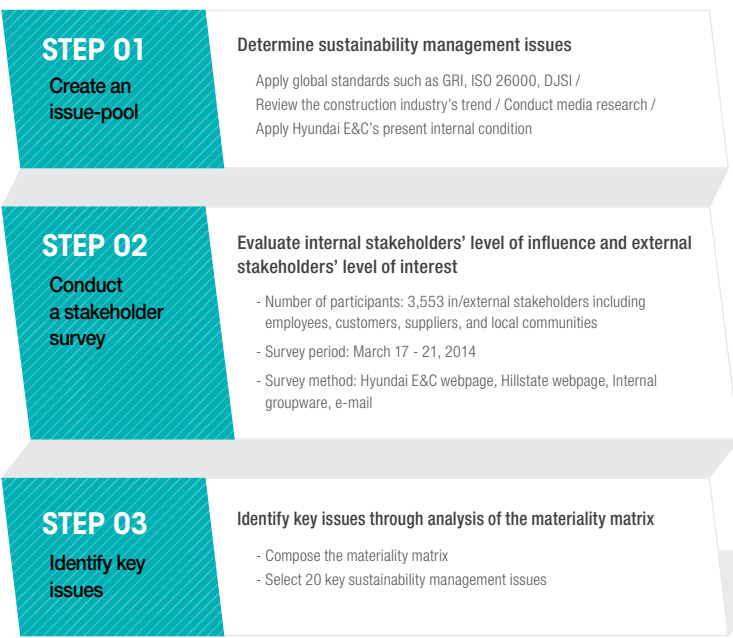 STEP 01
Create an
issue-pool
Determine sustainability management issues
Apply global standards such as GRI, ISO 26000, DJSI /
Review the construction industry's trend / Conduct media research /
Apply Hyundai E&C's present internal condition
STEP 02
Conduct
a stakeholder
survey
Evaluate internal stakeholders' level of influence and external
stakeholders' level of interest
- Number of participants: 3,553 in/external stakeholders including
employees, customers, suppliers, and local communities
- Survey period: March 17 - 21, 2014
- Survey method: Hyundai E&C webpage, Hillstate webpage, Internal
groupware, e-mail
STEP 03
Identify key
issues
Identify key issues through analysis of the materiality matrix
- Compose the materiality matrix
- Select 20 key sustainability management issues